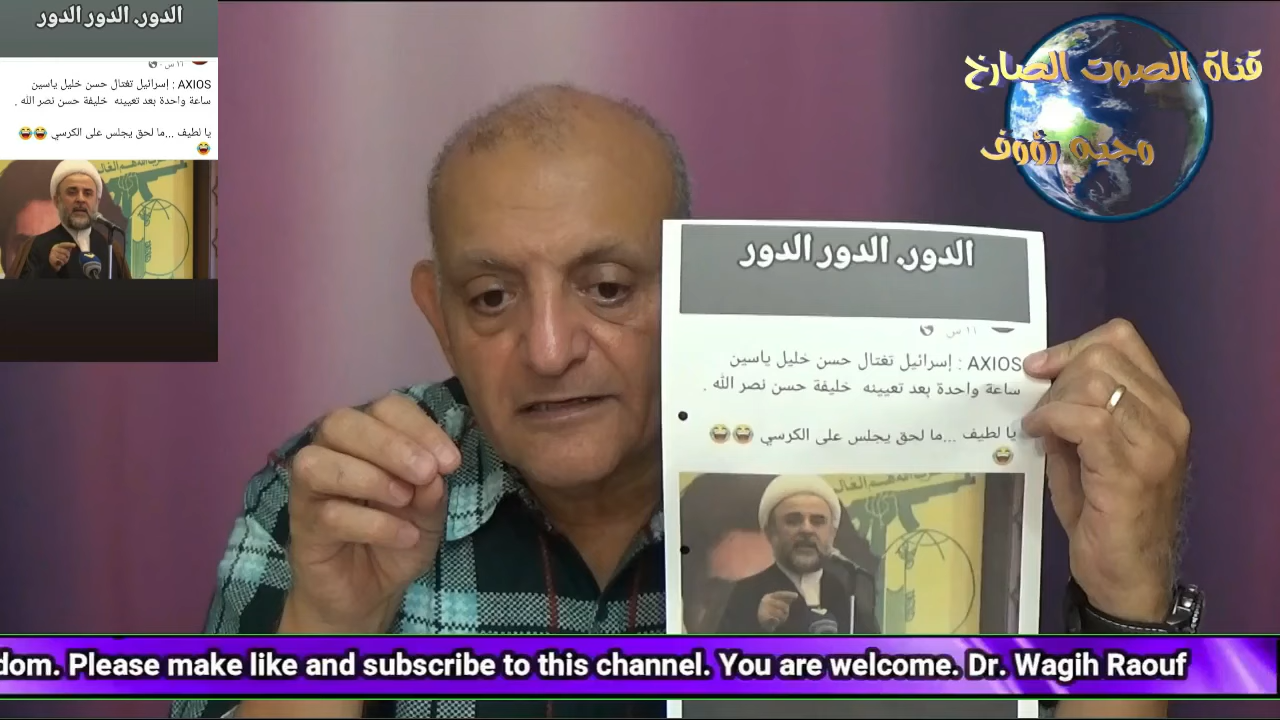 الدور. الدور الدور
١١ س
AXIOS : إسرائيل تغتال حسن خليل ياسين
ساعة واحدة بعد تعيينه خليفة حسن نصر الله .
يا لطيف ...ما لحق يجلس على الكرسي 😂😂
😂
قناة الصوت الصارخ
وجيه رؤوف
الدور. الدور الدور
١١ س
AXIOS : إسرائيل تغتال حسن خليل ياسين
ساعة واحدة بعد تعيينه خليفة حسن نصر الله .
يا لطيف ...ما لحق يجلس على الكرسي 😂😂
😂
dom. Please make like and subscribe to this channel. You are welcome. Dr. Wagih Raouf